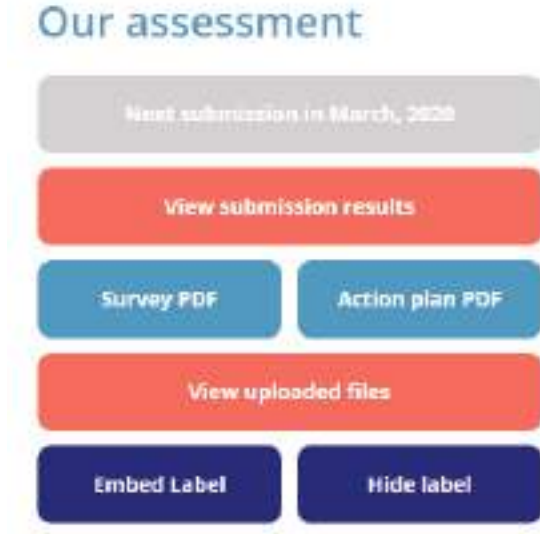 Our assessment
Next submission in March, 2020
View submission results
Survey PDF
Action plan PDF
View uploaded files
Embed Label
Hide label